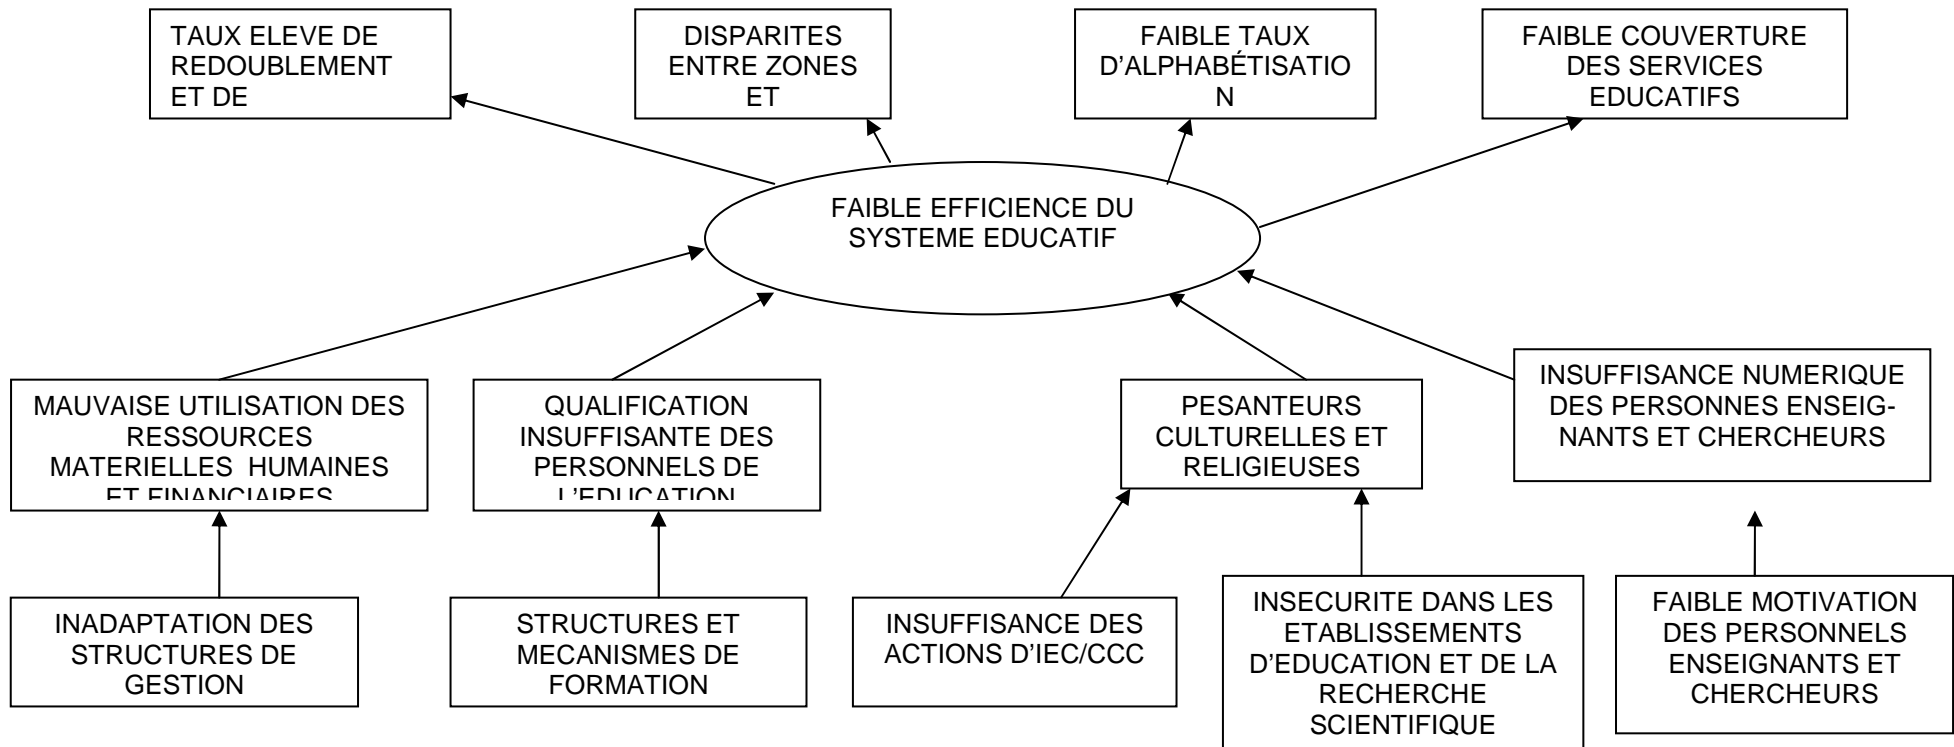 TAUX ELEVE DE
REDOUBLEMENT
ET DE
DISPARITES
ENTRE ZONES
ET
FAIBLE TAUX
D'ALPHABÉTISATIO
N
FAIBLE COUVERTURE
DES SERVICES
EDUCATIFS
FAIBLE EFFICIENCE DU
SYSTEME EDUCATIF
MAUVAISE UTILISATION DES
RESSOURCES
MATERIELLES HUMAINES
ET FINANCIAIRES
QUALIFICATION
INSUFFISANTE DES
PERSONNELS DE
L'EDUCATION
PESANTEURS
CULTURELLES ET
RELIGIEUSES
INSUFFISANCE NUMERIQUE
DES PERSONNES ENSEIG-
NANTS ET CHERCHEURS
INADAPTATION DES
STRUCTURES DE
GESTION
STRUCTURES ET
MECANISMES DE
FORMATION
INSUFFISANCE DES
ACTIONS D'IEC/CCC
INSECURITE DANS LES
ETABLISSEMENTS
D'EDUCATION ET DE LA
RECHERCHE
SCIENTIFIQUE
FAIBLE MOTIVATION
DES PERSONNELS
ENSEIGNANTS ET
CHERCHEURS